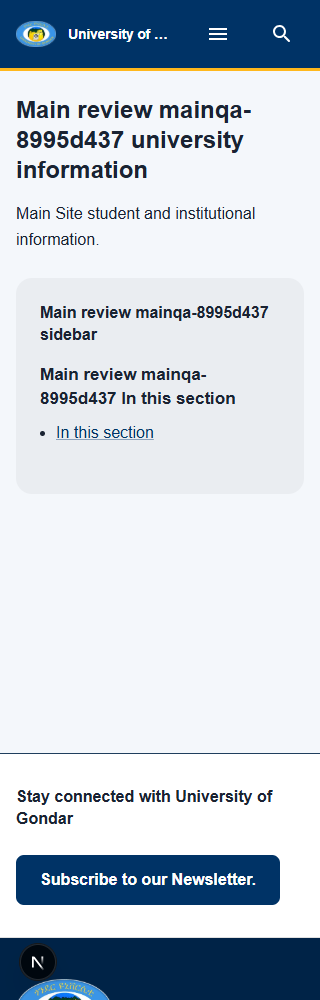 University of ...
Main review mainqa-
8995d437 university
information
Main Site student and institutional
information.
Main review mainqa-8995d437
sidebar
Main review mainqa-
8995d437 In this section
In this section
Stay connected with University of
Gondar
Subscribe to our Newsletter.
N